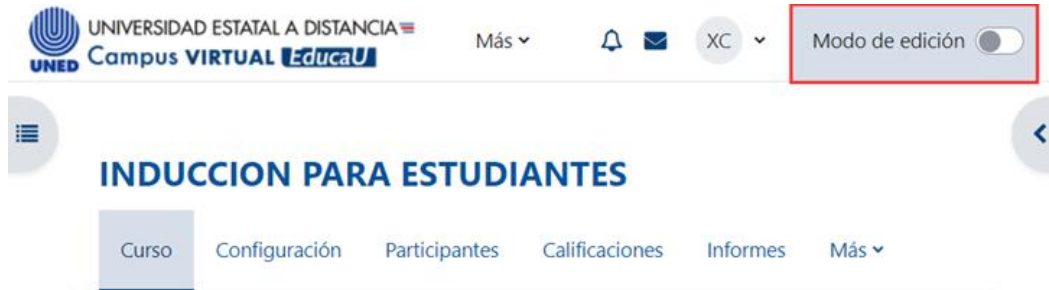 UNIVERSIDAD ESTATAL A DISTANCIA
UNED Campus VIRTUAL EducaU
Más
XC
Modo de edición
INDUCCION PARA ESTUDIANTES
Curso Configuración Participantes Calificaciones Informes Más